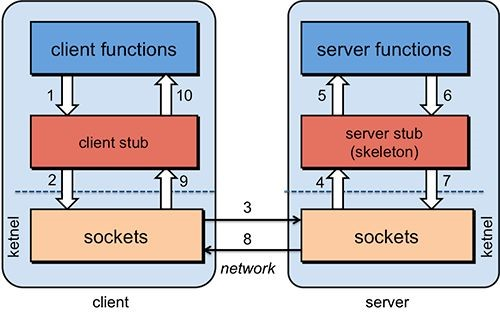 client functions
server functions
1
10
5
6
client stub
server stub
(skeleton)
2
9
4
7
3
ketnel
sockets
sockets
ketnel
8
network
client
server